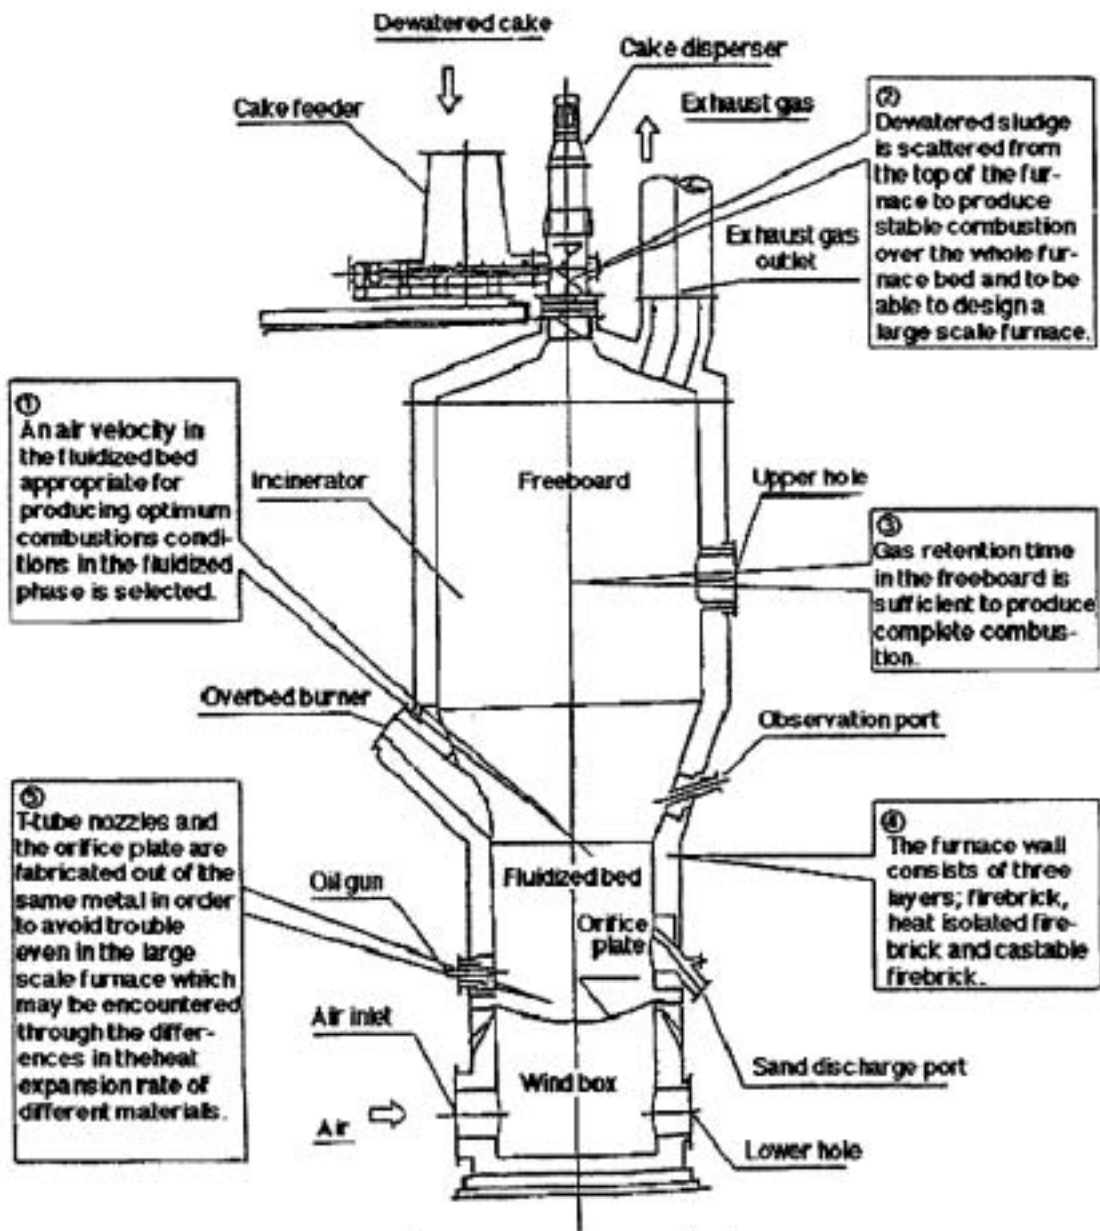 Dewatered cake
Cake disperser
Cake feeder
Exhaust gas
②
Dewatered sludge
is scattered from
the top of the fur-
nace to produce
stable combustion
over the whole fur-
nace bed and to be
able to design a
large scale furnace.
Exhaust gas
outlet
①
An air velocity in
the fluidized bed
appropriate for
producing optimum
combustions condi-
tions in the fluidized
phase is selected.
Incinerator
Freeboard
Upper hole
③
Gas retention time
in the freeboard is
sufficient to produce
complete combus-
tion.
Overbed burner
Observation port
⑤
T-tube nozzles and
the orifice plate are
fabricated out of the
same metal in order
to avoid trouble
even in the large
scale furnace which
may be encountered
through the differ-
ences in theheat
expansion rate of
different materials.
④
The furnace wall
consists of three
layers; firebrick,
heat isolated fire-
brick and castable
firebrick.
Oil gun
Fluidized bed
Orifice
plate
Air inlet
Wind box
Sand discharge port
Air
Lower hole